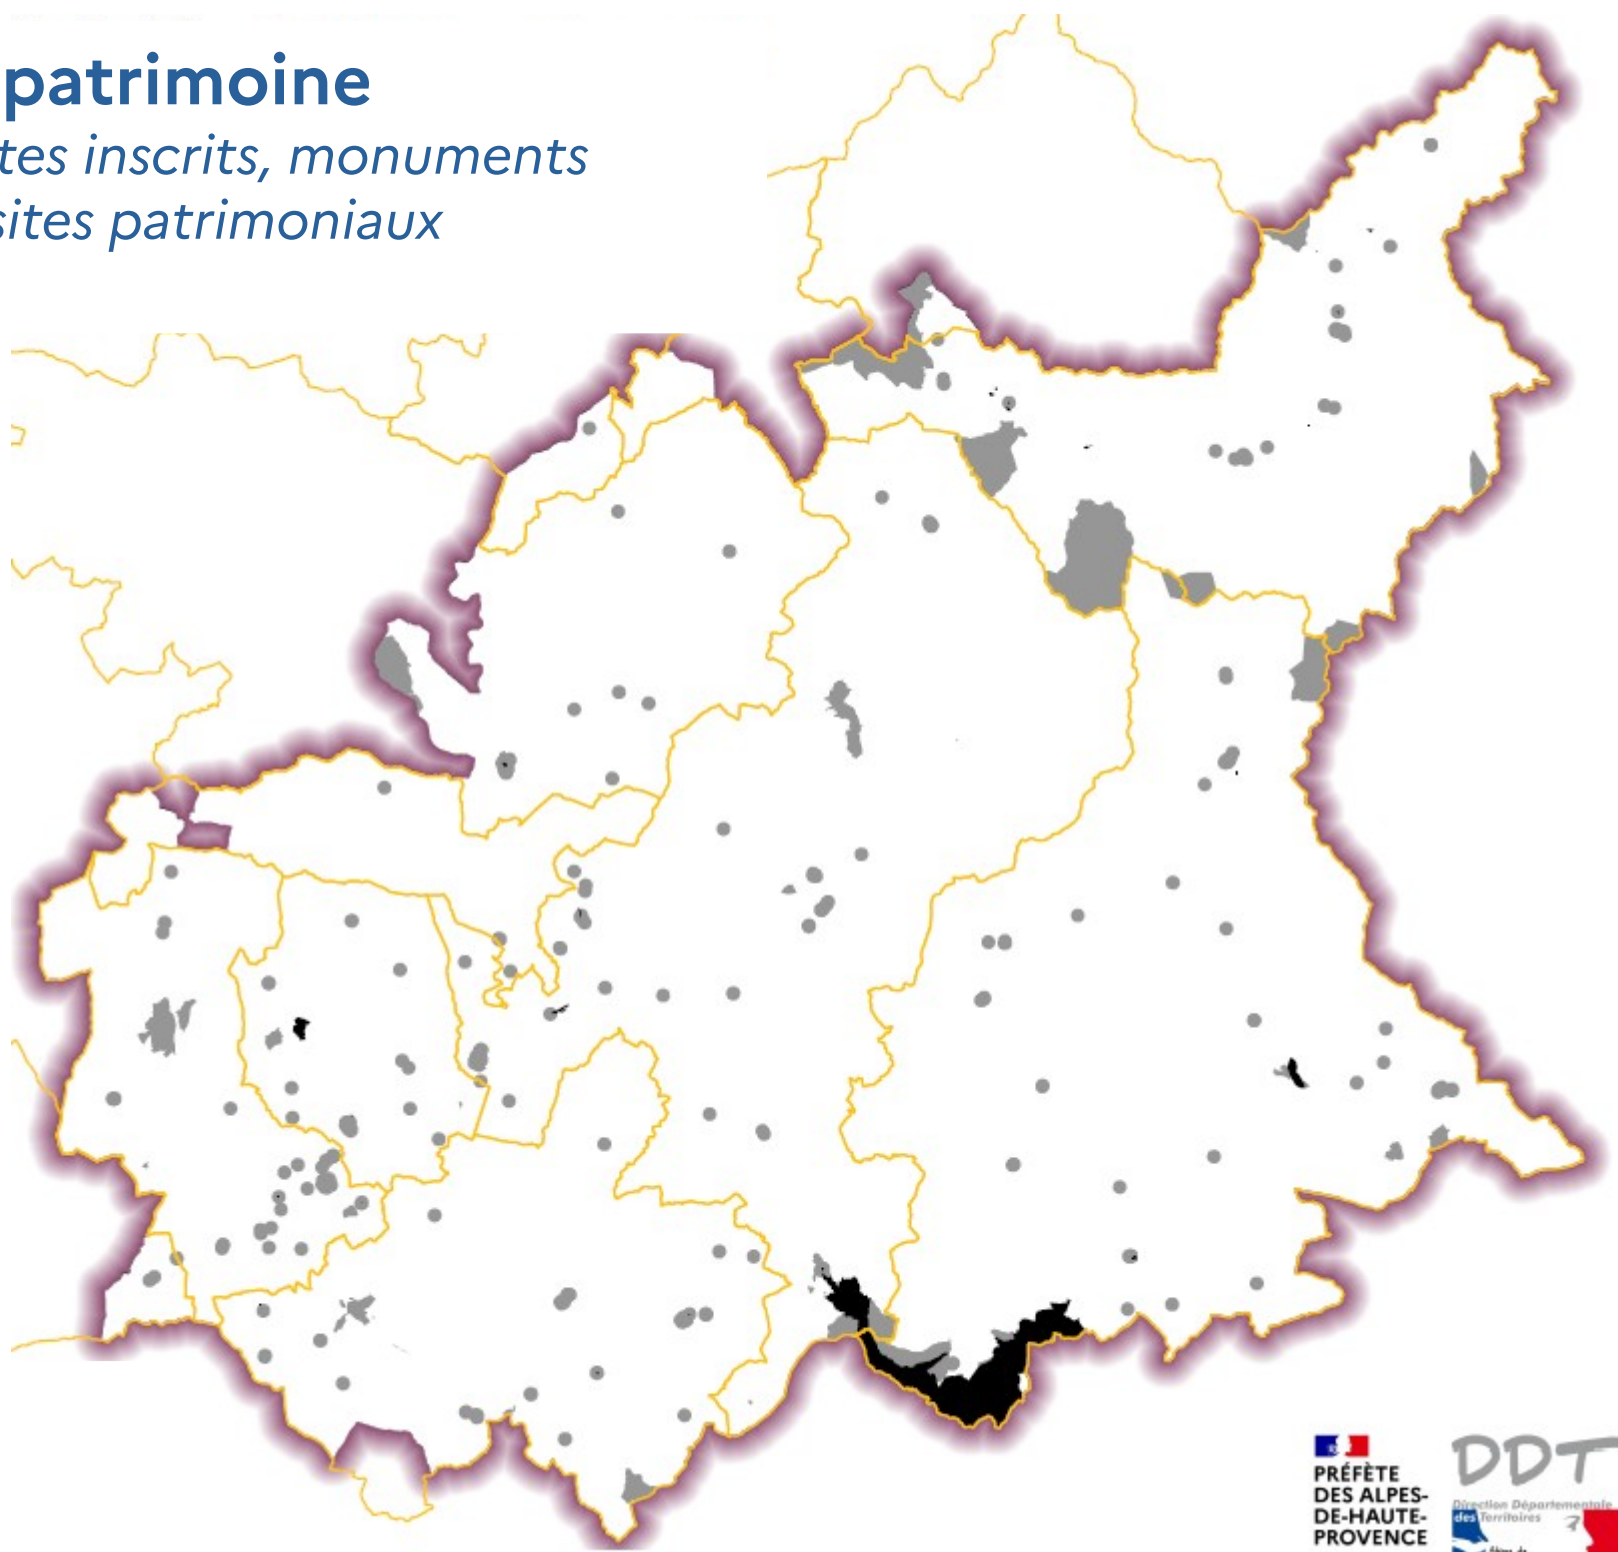 patrimoine
tes inscrits, monuments
sites patrimoniaux
PRÉFÈTE
DES ALPES-
DE-HAUTE-
PROVENCE
DDT
Direction Départementale
des Territoires